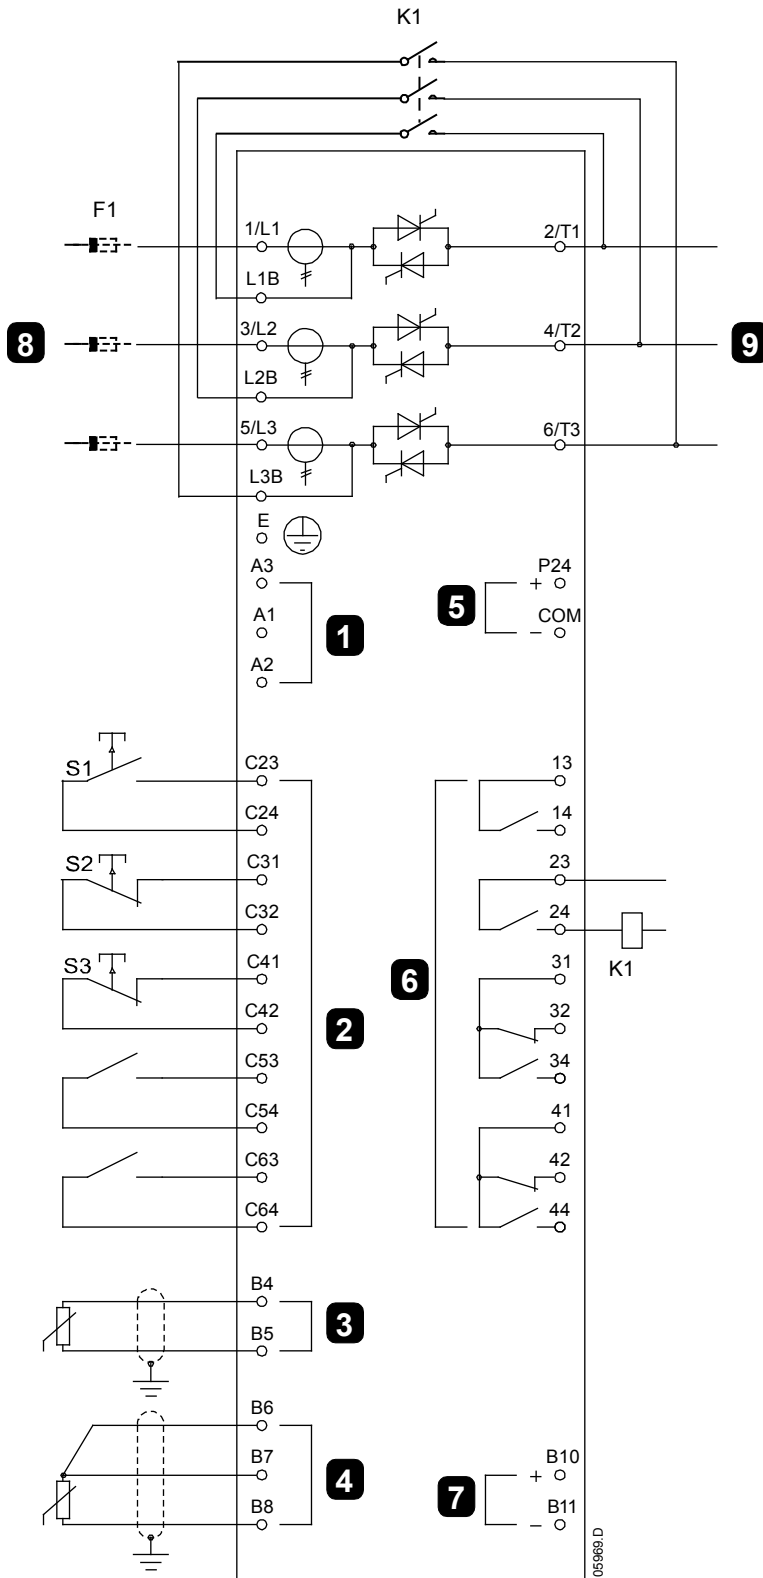 K1
F1
1/L1
2/T1
L1B
8
3/L2
4/T2
9
L2B
5/L3
6/T3
L3B
E
A3
P24
+
5
A1
COM
1
−
A2
S1
C23
13
C24
14
S2
C31
23
C32
24
K1
S3
C41
31
6
C42
32
2
C53
34
C54
41
C63
42
C64
44
B4
3
B5
B6
B7
B10
+
4
7
B8
B11
−
05969.D